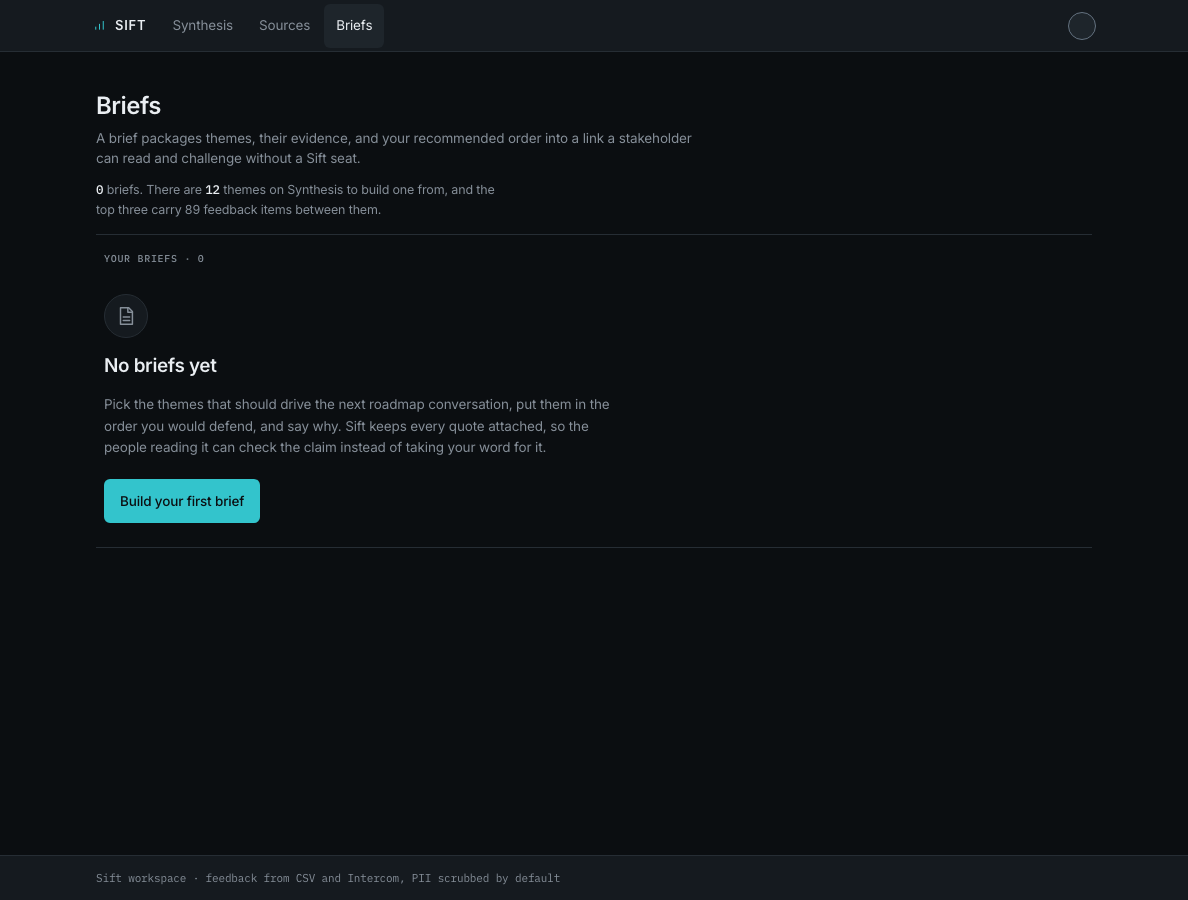 SIFT Synthesis Sources Briefs
Briefs
A brief packages themes, their evidence, and your recommended order into a link a stakeholder
can read and challenge without a Sift seat.
0 briefs. There are 12 themes on Synthesis to build one from, and the
top three carry 89 feedback items between them.
YOUR BRIEFS · 0
No briefs yet
Pick the themes that should drive the next roadmap conversation, put them in the
order you would defend, and say why. Sift keeps every quote attached, so the
people reading it can check the claim instead of taking your word for it.
Build your first brief
Sift workspace · feedback from CSV and Intercom, PII scrubbed by default